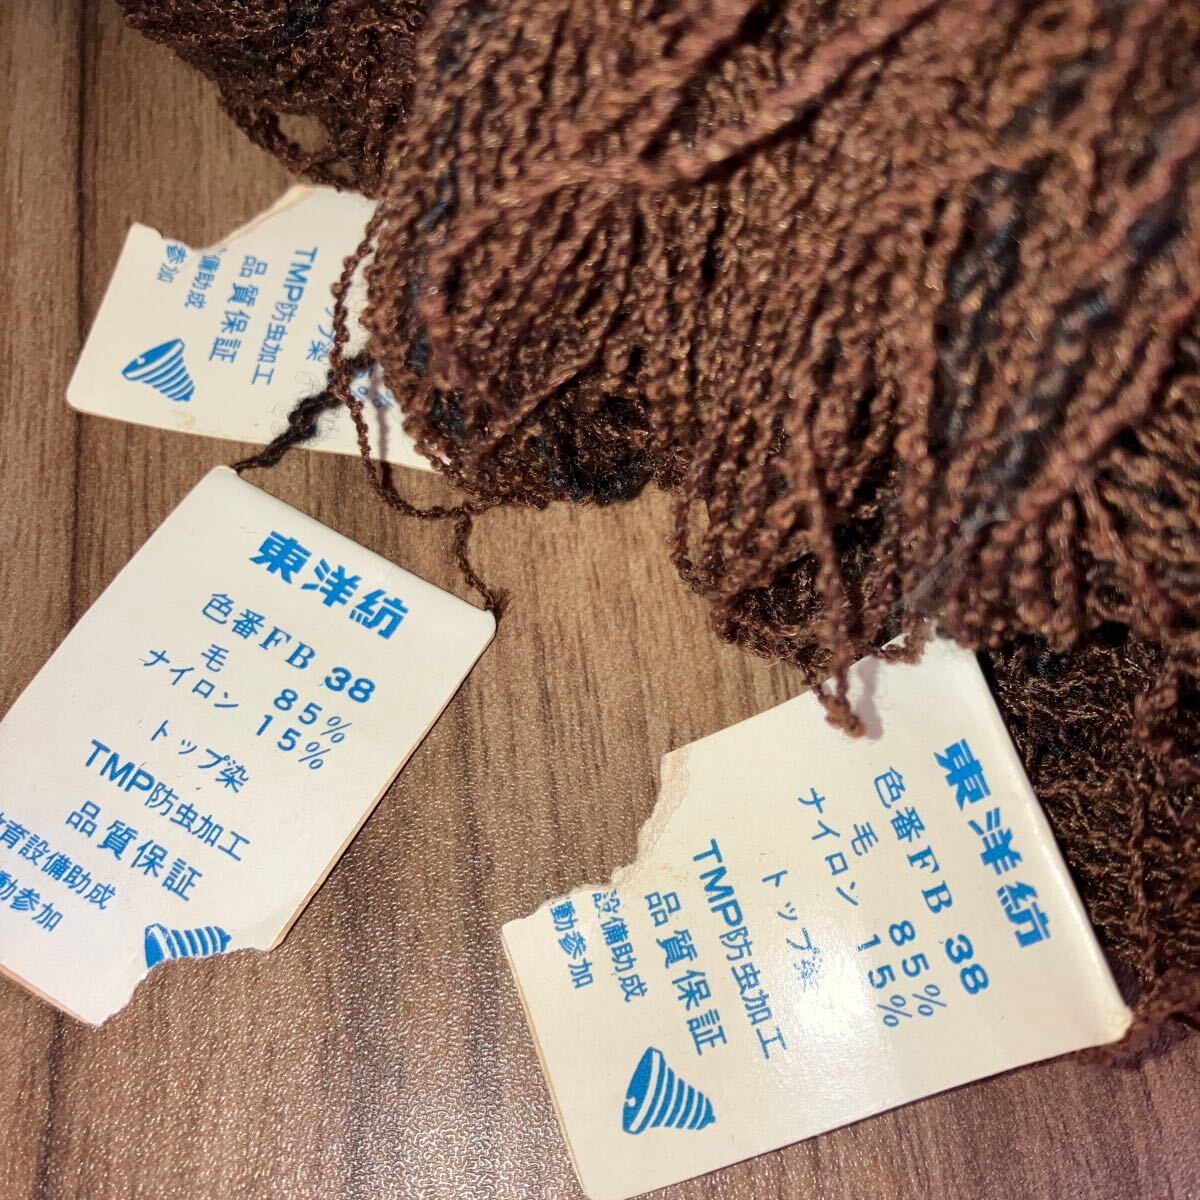 TMP防虫加工
品質保証
備助成
参加
東洋紡
色番FB 38
毛 85%
ナイロン 15%
トップ染
TMP防虫加工
品質保証
育設備助成
動参加
東洋紡
色番FB 38
毛 85%
ナイロン 15%
トップ染
TMP防虫加工
品質保証
設備助成
動参加